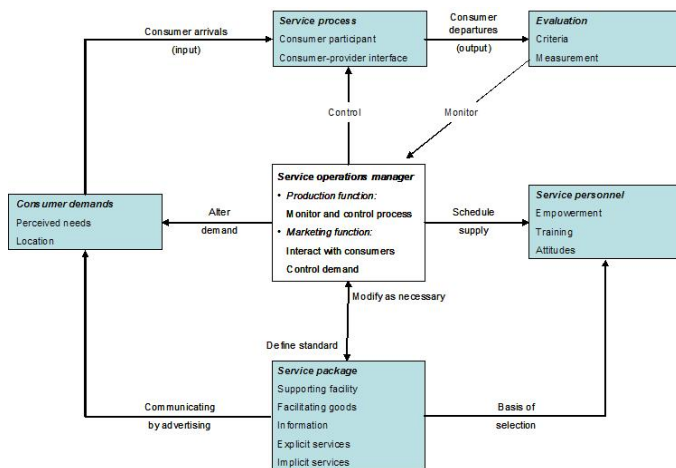 Consumer arrivals
(input)
Service process
Consumer participant
Consumer-provider interface
Consumer
departures
(output)
Evaluation
Criteria
Measurement
Control
Monitor
Service operations manager
• Production function:
Monitor and control process
• Marketing function:
Interact with consumers
Control demand
Consumer demands
Perceived needs
Location
Alter
demand
Schedule
supply
Service personnel
Empowerment
Training
Attitudes
Modify as necessary
Define standard
Service package
Supporting facility
Facilitating goods
Information
Explicit services
Implicit services
Communicating
by advertising
Basis of
selection